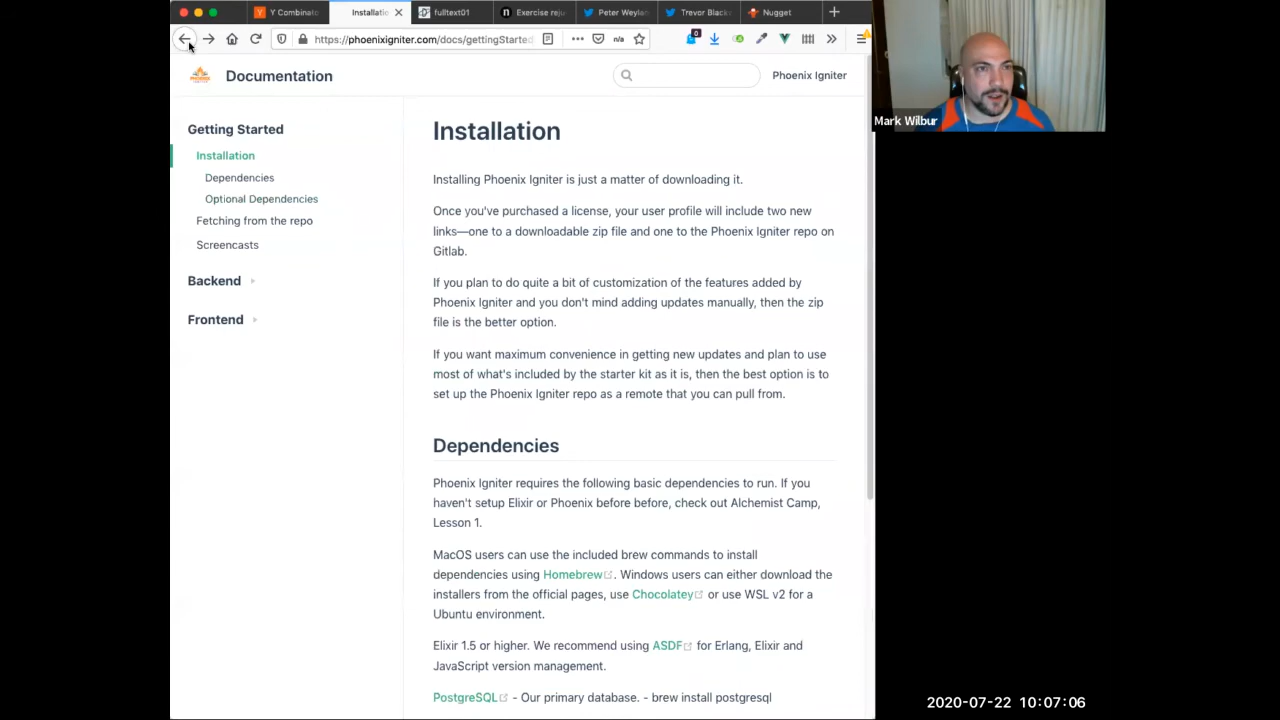 Y Combinato
Installatio
fulltext01
Exercise reju
Peter Weylan
Trevor Black
Nugget
https://phoenixigniter.com/docs/gettingStarted
n/a
0
Documentation
Phoenix Igniter
Getting Started
Installation
Dependencies
Optional Dependencies
Fetching from the repo
Screencasts
Backend
Frontend
Installation
Installing Phoenix Igniter is just a matter of downloading it.
Once you've purchased a license, your user profile will include two new
links—one to a downloadable zip file and one to the Phoenix Igniter repo on
Gitlab.
If you plan to do quite a bit of customization of the features added by
Phoenix Igniter and you don't mind adding updates manually, then the zip
file is the better option.
If you want maximum convenience in getting new updates and plan to use
most of what's included by the starter kit as it is, then the best option is to
set up the Phoenix Igniter repo as a remote that you can pull from.
Dependencies
Phoenix Igniter requires the following basic dependencies to run. If you
haven't setup Elixir or Phoenix before before, check out Alchemist Camp,
Lesson 1.
MacOS users can use the included brew commands to install
dependencies using Homebrew. Windows users can either download the
installers from the official pages, use Chocolatey or use WSL v2 for a
Ubuntu environment.
Elixir 1.5 or higher. We recommend using ASDF for Erlang, Elixir and
JavaScript version management.
PostgreSQL - Our primary database. - brew install postgresql
Mark Wilbur
2020-07-22 10:07:06